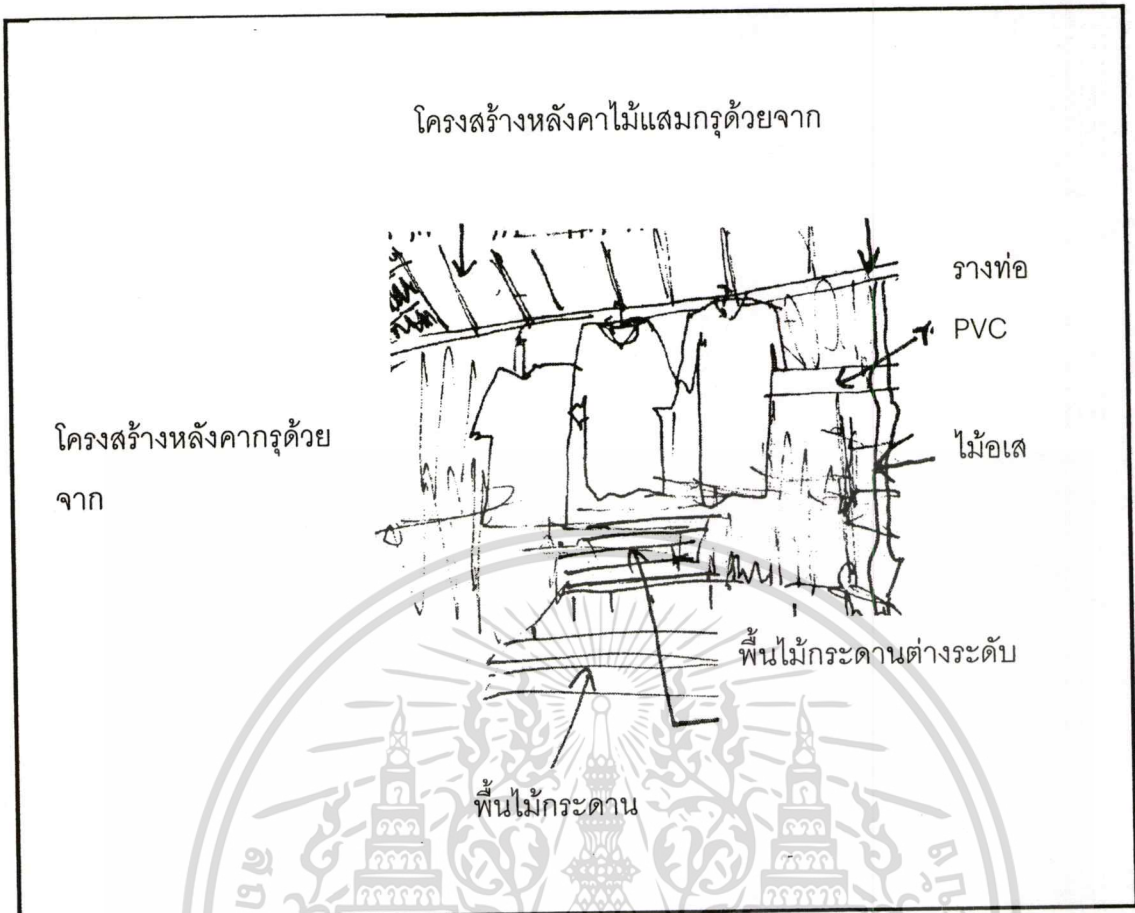 โครงสร้างหลังคาไม้แสมกรุด้วยจาก
รางท่อ
PVC
โครงสร้างหลังคากรุด้วย
จาก
ไม้อเส
พื้นไม้กระดานต่างระดับ
พื้นไม้กระดาน